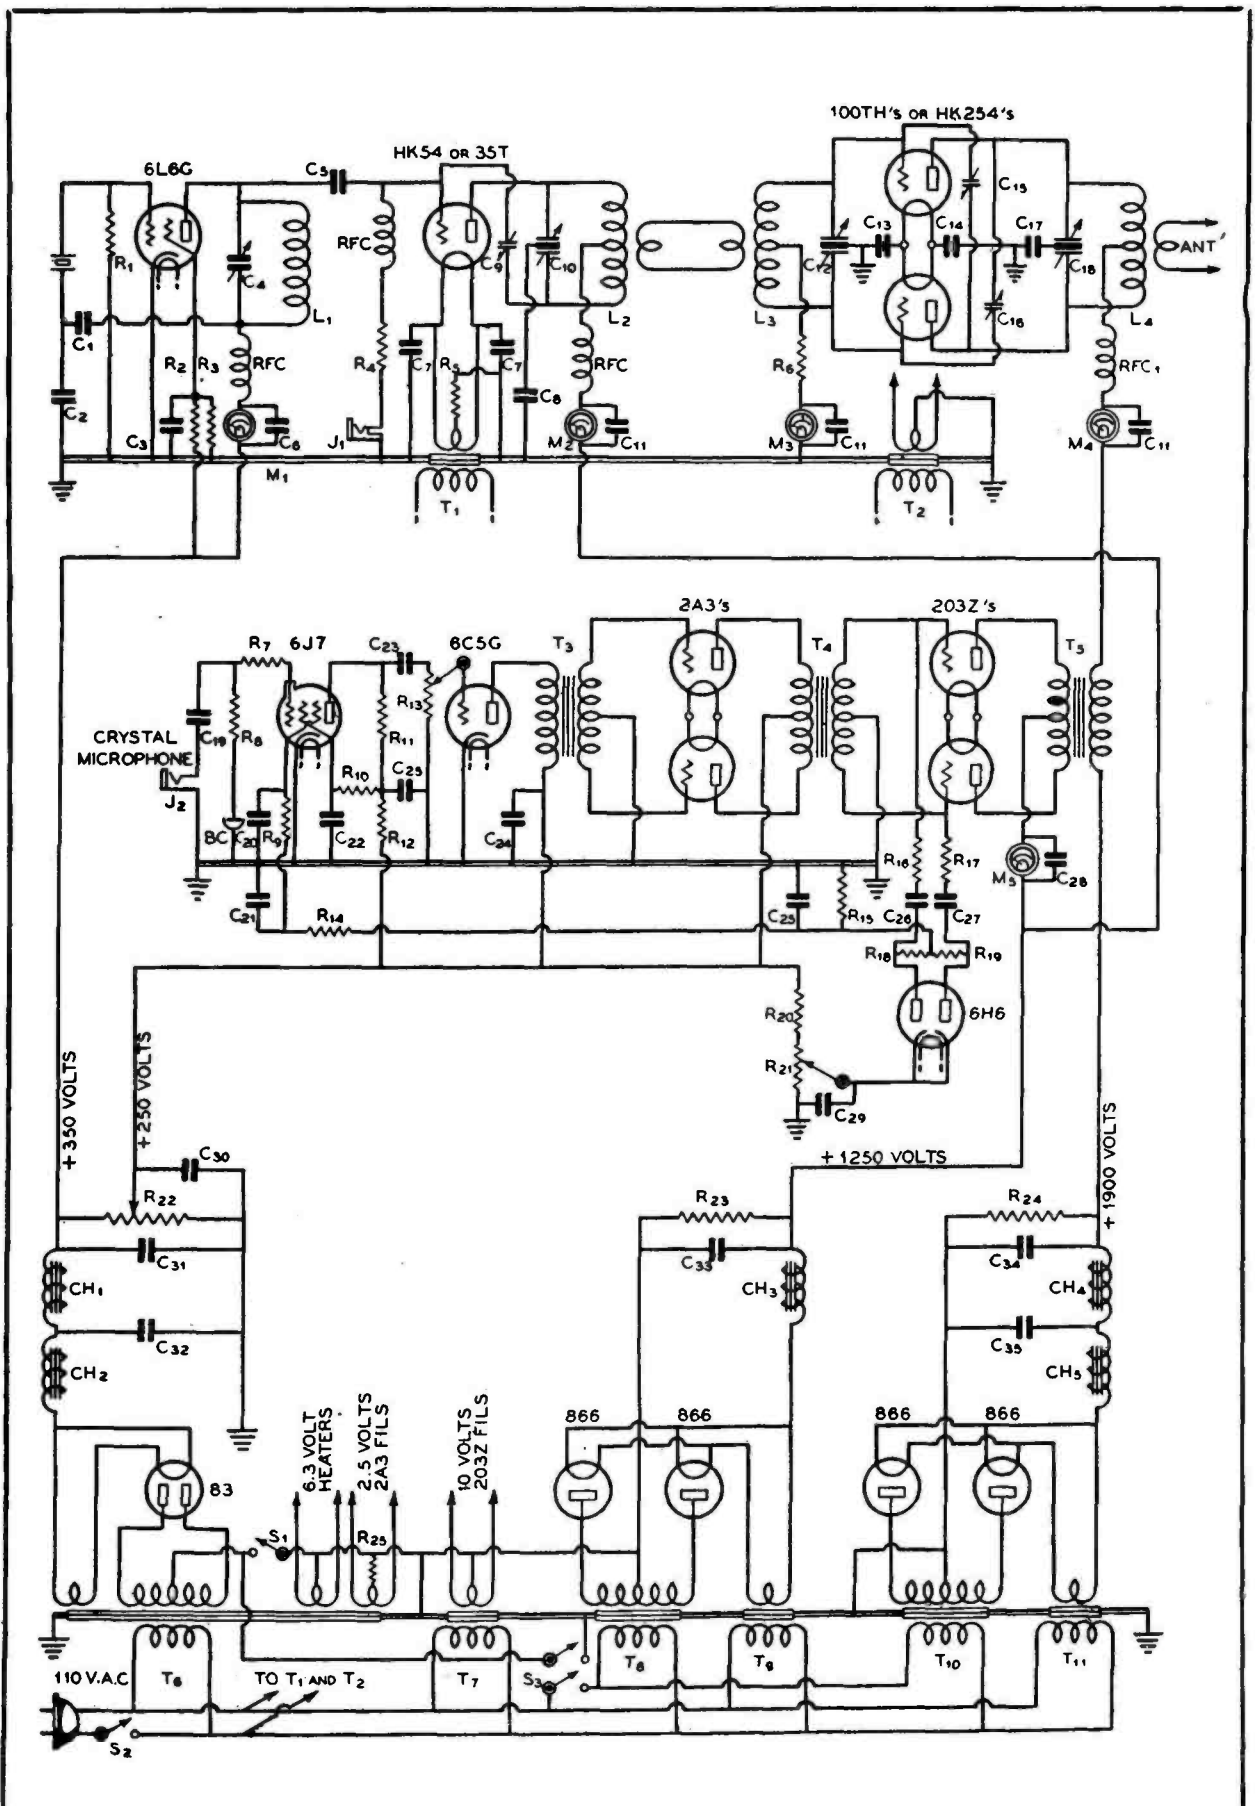 100TH's OR HK254's
HK54 OR 35T
6L6G
C5
R1
C4
L1
RFC
C9
C10
L2
L3
C12
C13
C14
C15
C16
C17
C18
L4
ANT
C1
C2
R2
R3
C3
RFC
C6
M1
R4
J1
C7
R5
C7
C8
RFC
M2
C11
R6
M3
C11
RFC1
M4
C11
T1
T2
2A3's
203Z's
R7
6J7
C23
6C5G
T3
T4
T5
R13
C19
R8
R11
CRYSTAL
MICROPHONE
J2
R10
C25
BC
C20
R9
C22
R12
C24
R16
R17
M5
C28
C21
R14
C25
R15
C26
C27
R18
R19
R20
6H6
R21
C29
+350 VOLTS
+250 VOLTS
+1250 VOLTS
+1900 VOLTS
C30
R22
R23
R24
C31
C33
C34
CH1
CH3
CH4
C32
C35
CH2
CH5
866
866
866
866
83
6.3 VOLT
HEATERS
2.5 VOLTS
2A3 FILS
10 VOLTS
203Z FILS
S1
R25
110 V.A.C
T6
TO T1 AND T2
T7
S3
T8
T9
T10
T11
S2